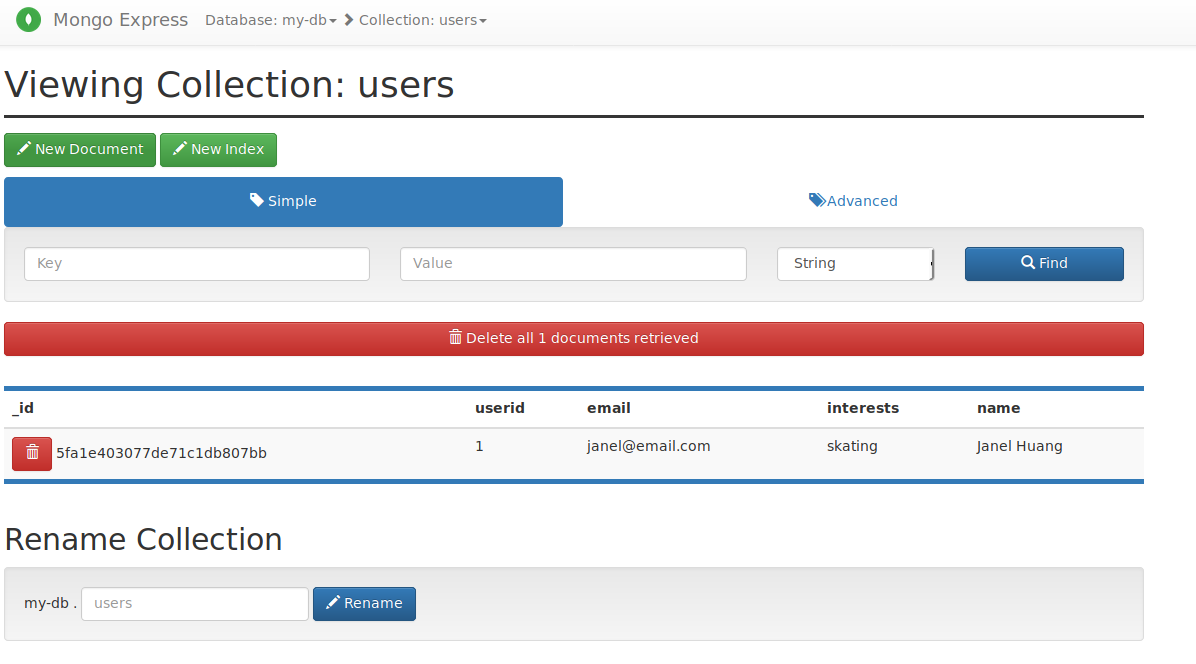 Mongo Express Database: my-db Collection: users
Viewing Collection: users
New Document New Index
Simple Advanced
Key Value String Find
Delete all 1 documents retrieved
_id userid email interests name
5fa1e403077de71c1db807bb 1 janel@email.com skating Janel Huang
Rename Collection
my-db . users Rename